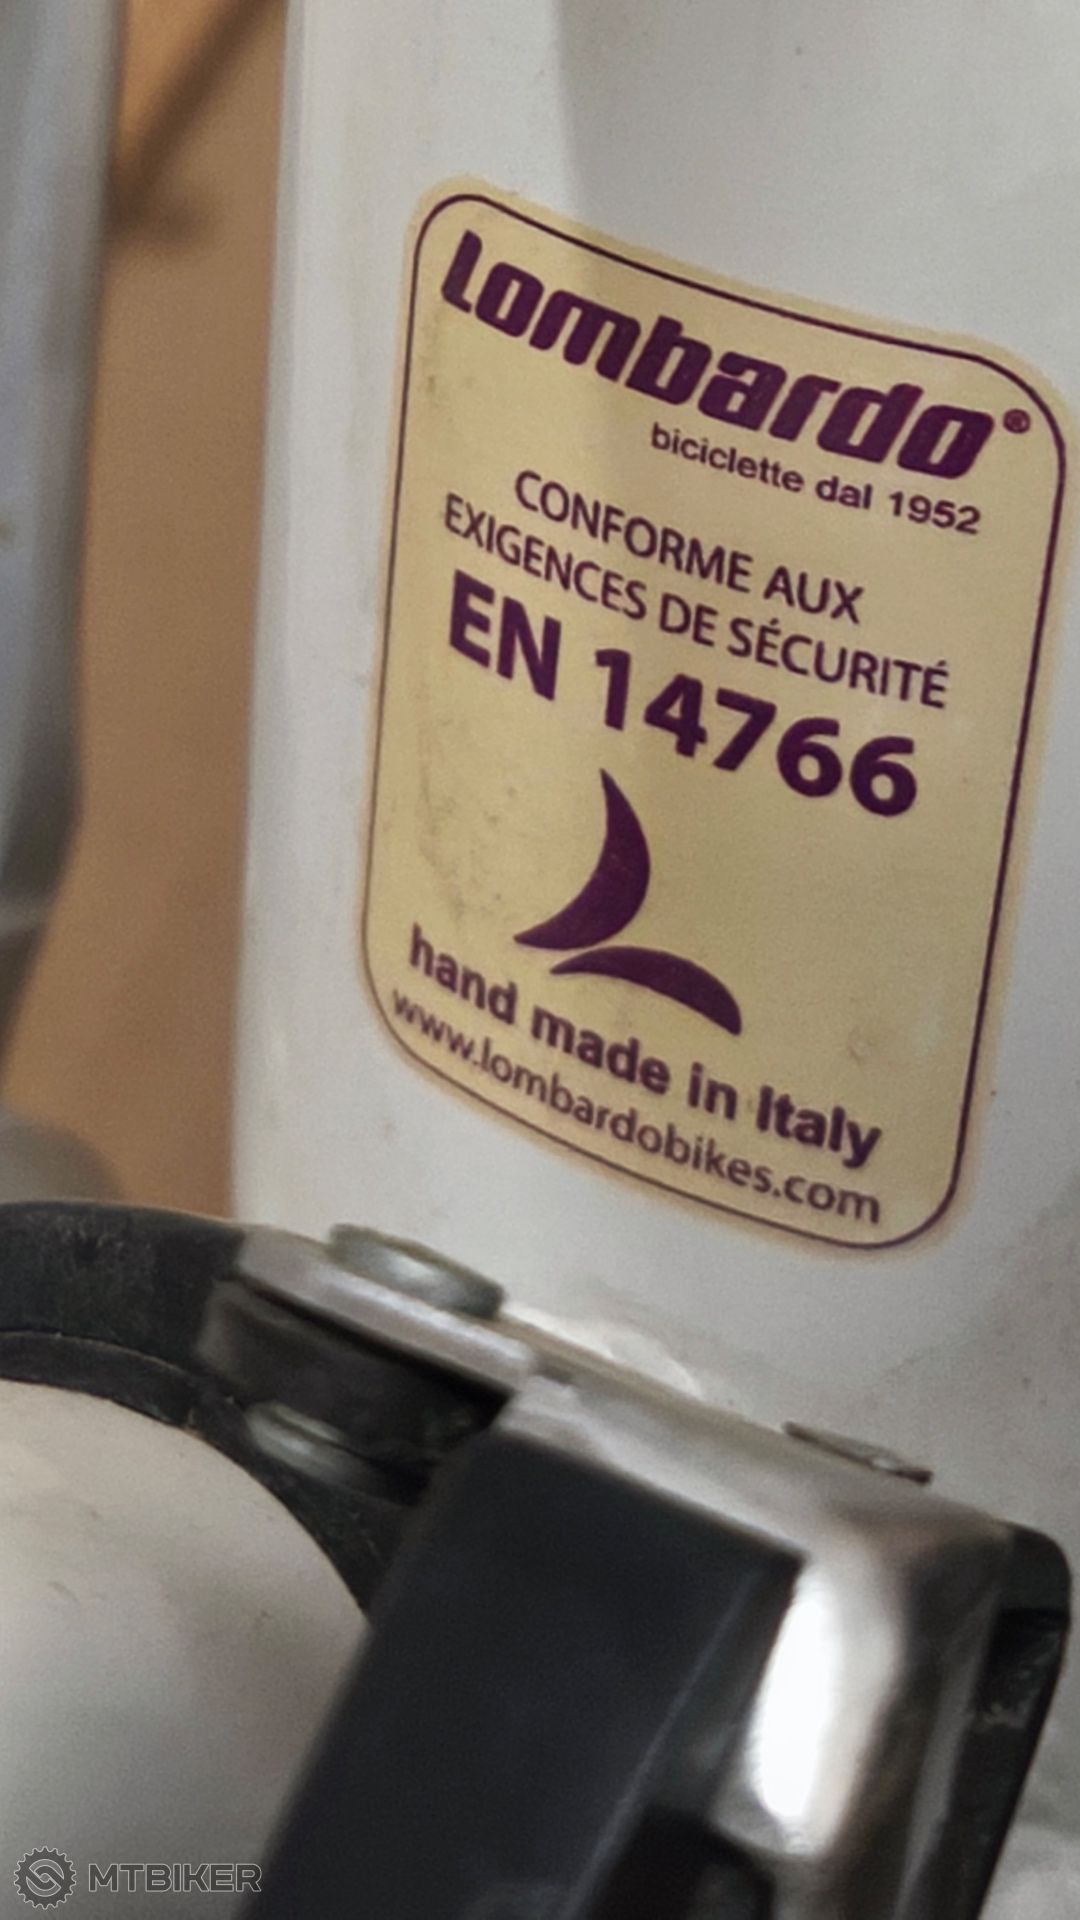 Lombardo®
biciclette dal 1952
CONFORME AUX
EXIGENCES DE SÉCURITÉ
EN 14766
hand made in Italy
www.lombardobikes.com
MTBIKER